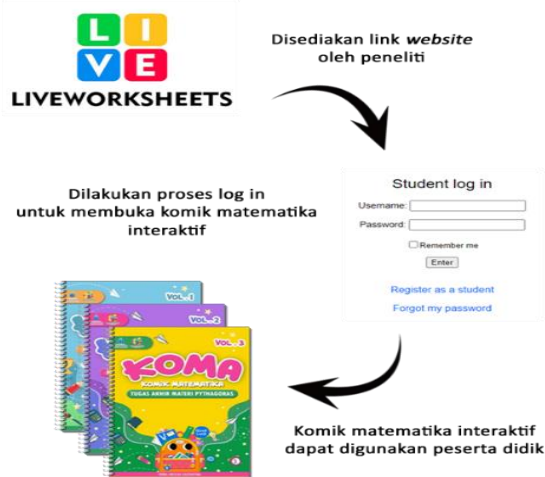 LI
VE
LIVEWORKSHEETS
Disediakan link website
oleh peneliti
Student log in
Username:
Password:
Remember me
Enter
Register as a student
Forgot my password
Dilakukan proses log in
untuk membuka komik matematika
interaktif
VOL-1
VOL-2
VOL-3
KOMA
KOMIK MATEMATIKA
TUGAS AKHIR MATERI PYTHAGORAS
Komik matematika interaktif
dapat digunakan peserta didik